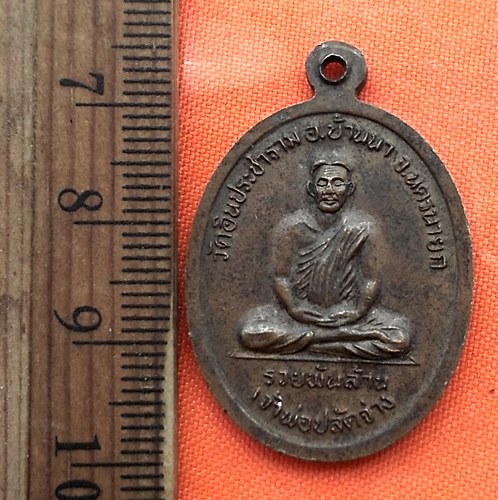 วัดอินประชาราม อ.บ้านนา จ.นครนายก
รวยพันล้าน
เจ้าพ่อปลัดจ่าง
7
8
9
10